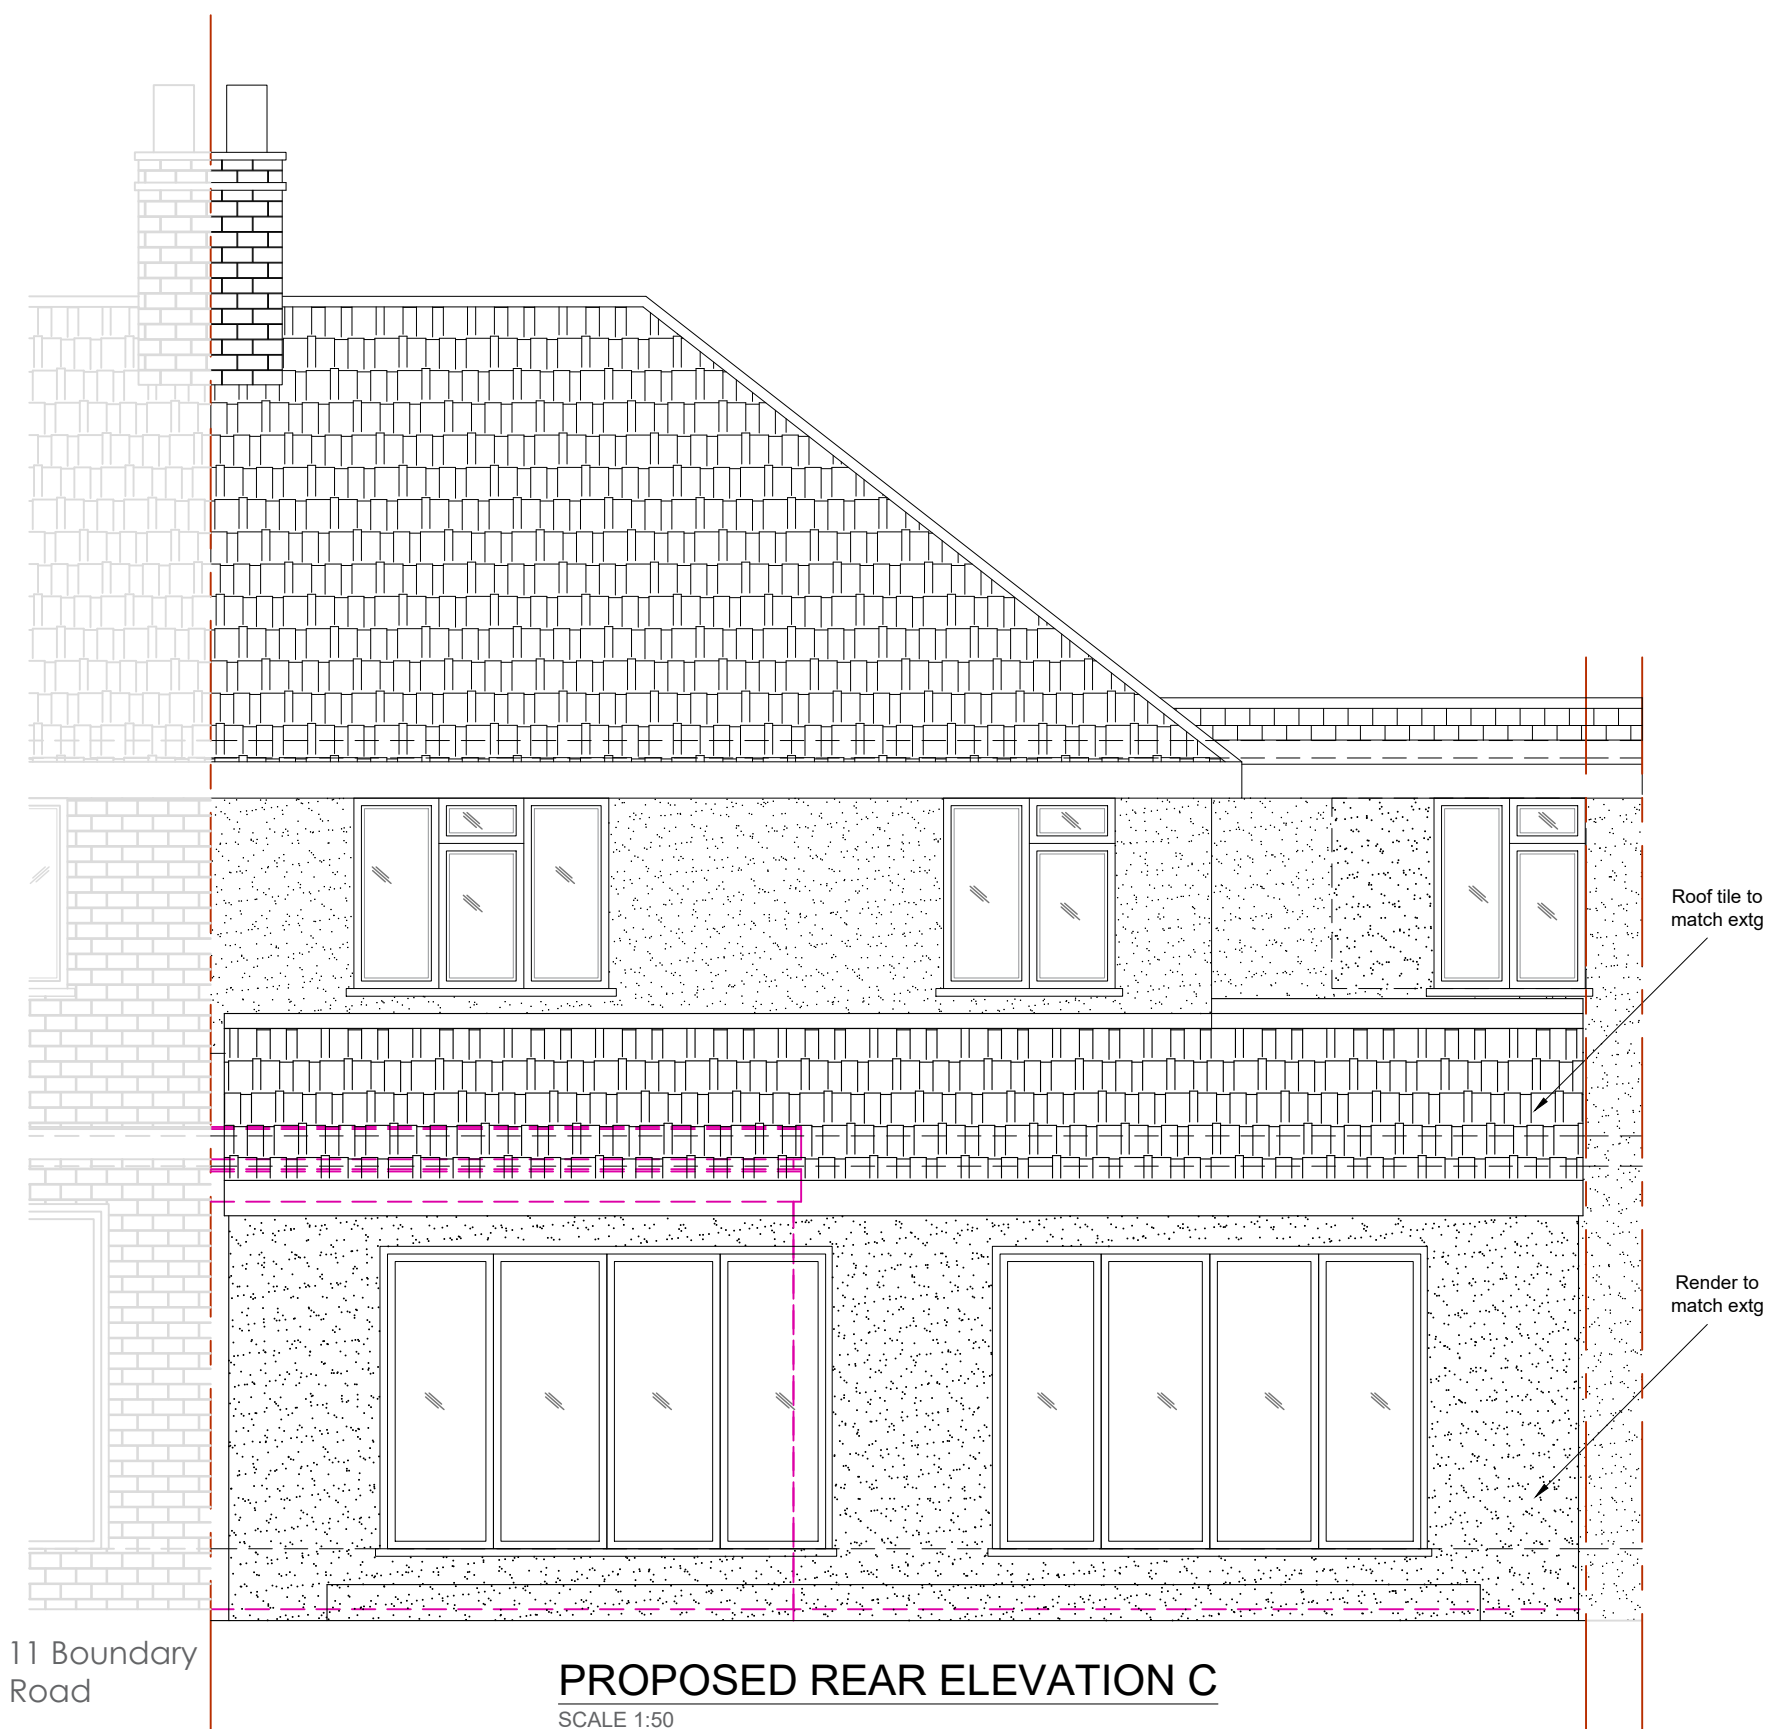 Roof tile to
match extg
Render to
match extg
11 Boundary
Road
PROPOSED REAR ELEVATION C
SCALE 1:50